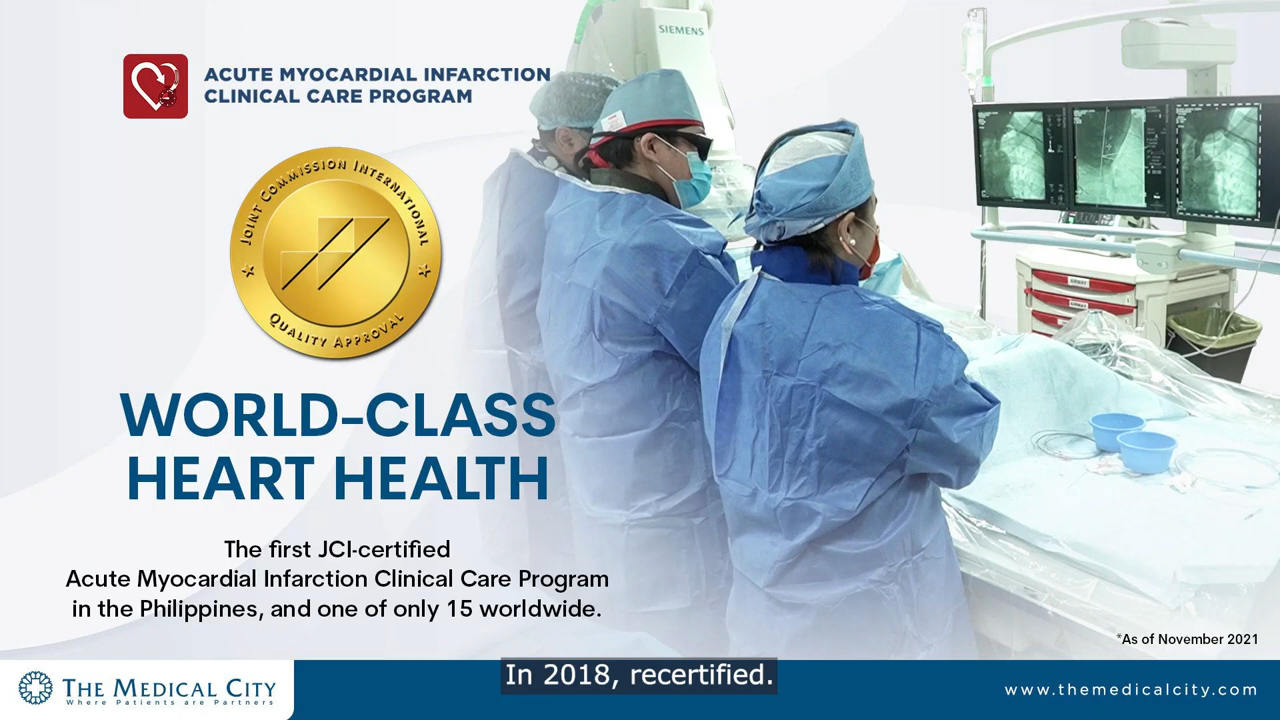 SIEMENS
ACUTE MYOCARDIAL INFARCTION
CLINICAL CARE PROGRAM
JOINT COMMISSION INTERNATIONAL
QUALITY APPROVAL
WORLD-CLASS
HEART HEALTH
The first JCI-certified
Acute Myocardial Infarction Clinical Care Program
in the Philippines, and one of only 15 worldwide.
*As of November 2021
In 2018, recertified.
THE MEDICAL CITY
Where Patients are Partners
www.themedicalcity.com